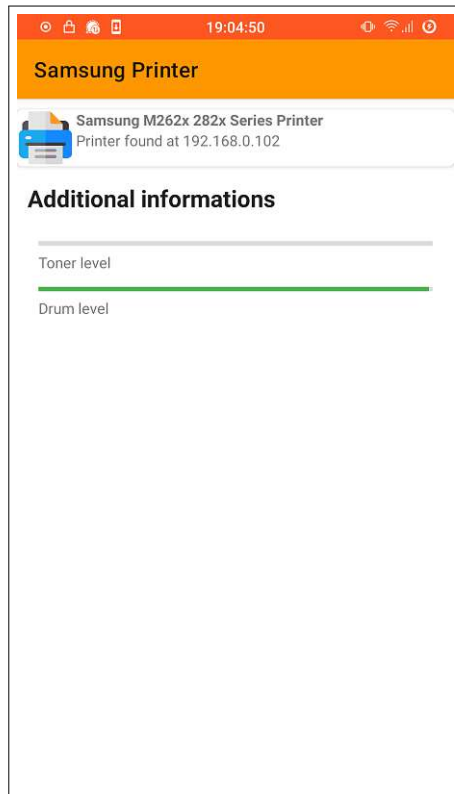 19:04:50
Samsung Printer
Samsung M262x 282x Series Printer
Printer found at 192.168.0.102
Additional informations
Toner level
Drum level